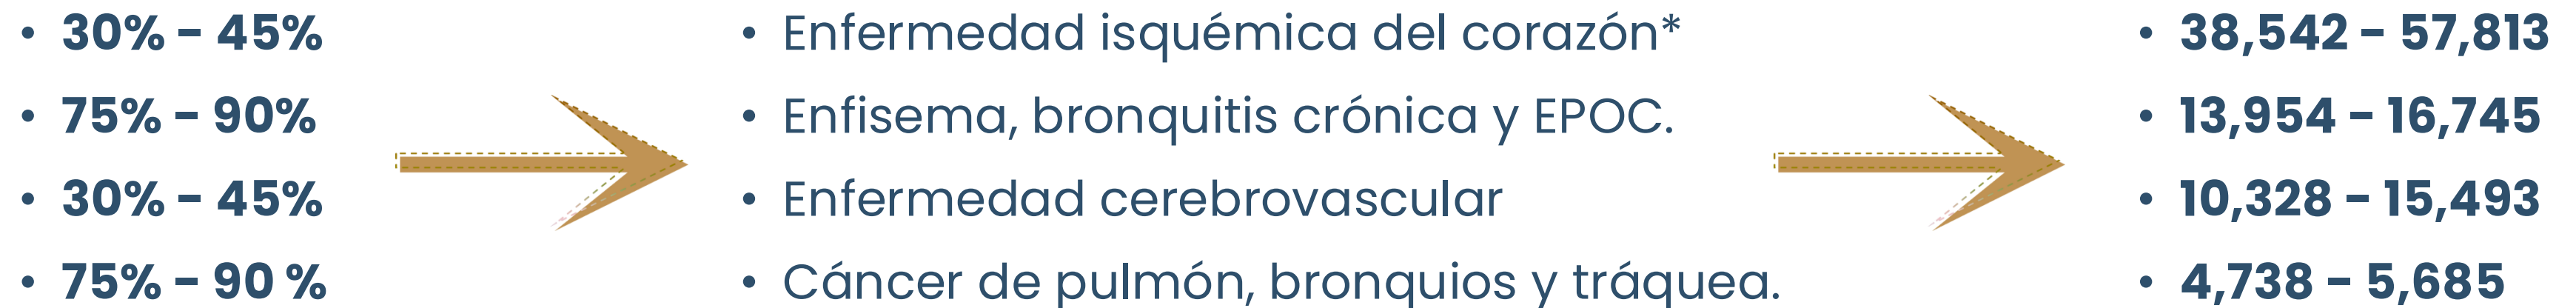 • 30% – 45%
• 75% – 90%
• 30% – 45%
• 75% – 90 %
• Enfermedad isquémica del corazón*
• Enfisema, bronquitis crónica y EPOC.
• Enfermedad cerebrovascular
• Cáncer de pulmón, bronquios y tráquea.
• 38,542 – 57,813
• 13,954 – 16,745
• 10,328 – 15,493
• 4,738 – 5,685